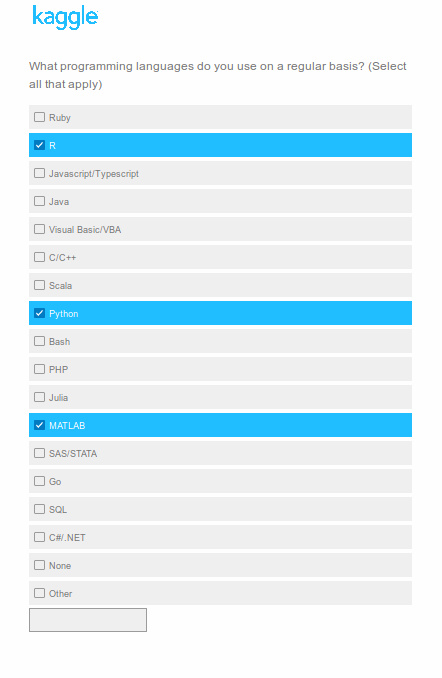 kaggle
What programming languages do you use on a regular basis? (Select
all that apply)
Ruby
R
Javascript/Typescript
Java
Visual Basic/VBA
C/C++
Scala
Python
Bash
PHP
Julia
MATLAB
SAS/STATA
Go
SQL
C#/.NET
None
Other